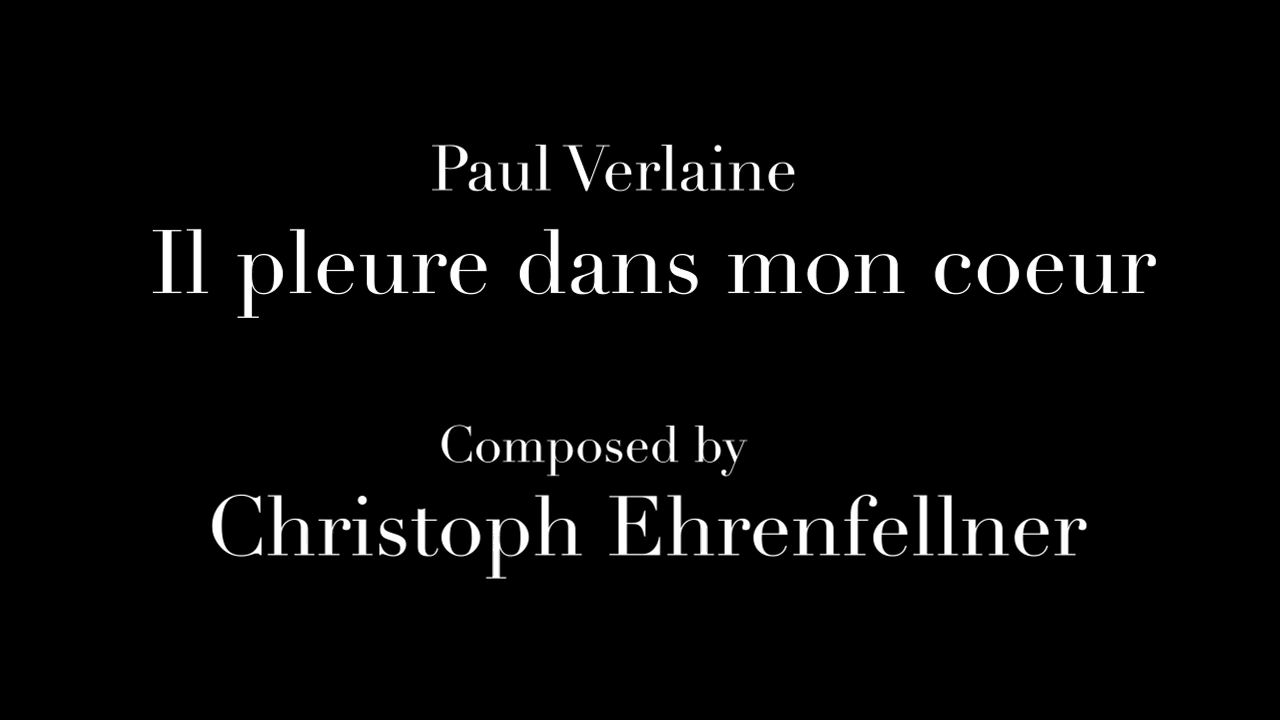 Paul Verlaine
Il pleure dans mon coeur
Composed by
Christoph Ehrenfellner